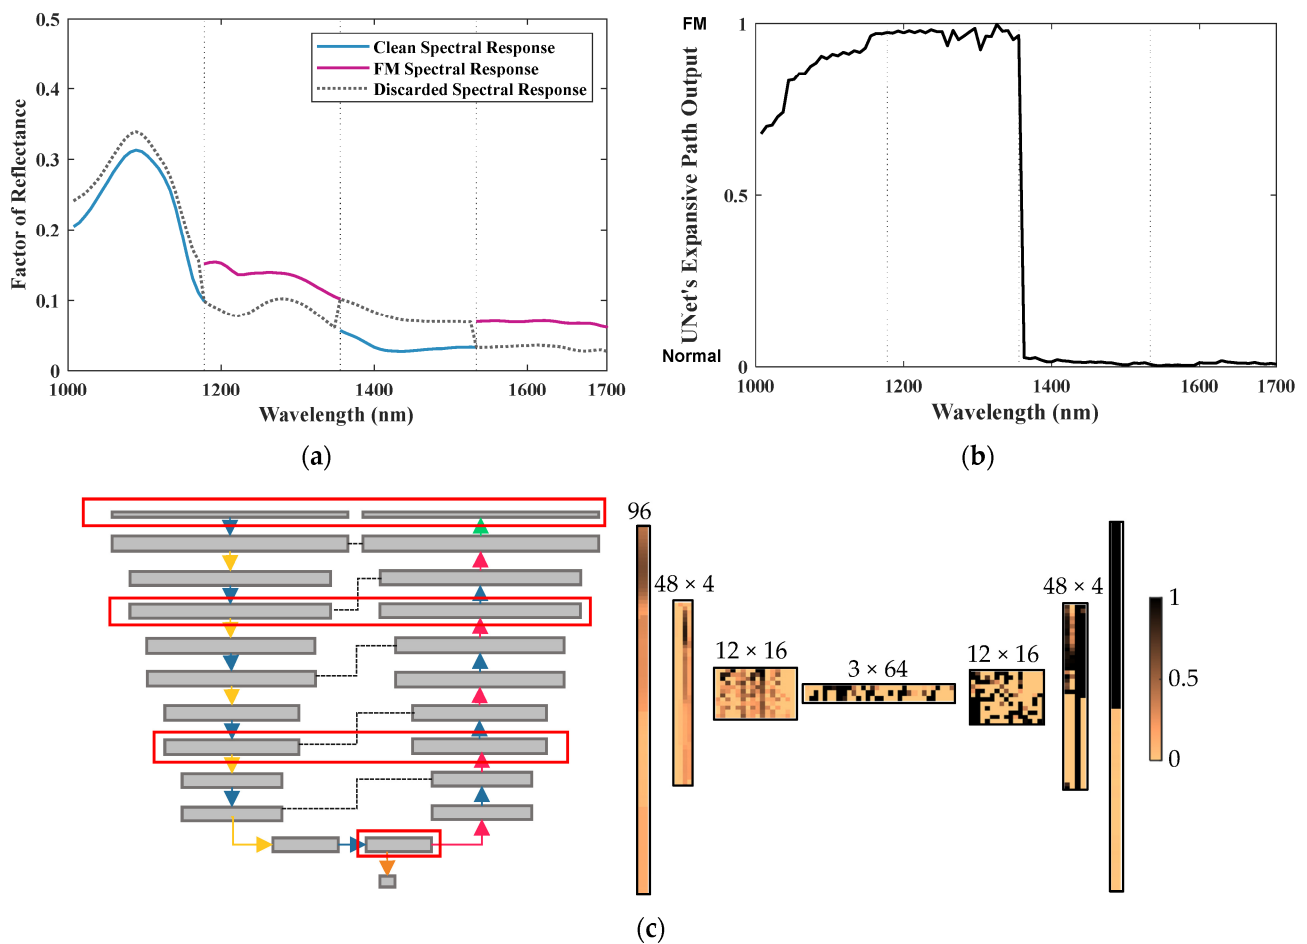 0.5
0.4
0.3
0.2
0.1
0
Factor of Reflectance
Clean Spectral Response
FM Spectral Response
Discarded Spectral Response
1000
1200
1400
1600
1700
Wavelength (nm)
(a)
FM
1
0.5
Normal
0
UNet's Expansive Path Output
1000
1200
1400
1600
1700
Wavelength (nm)
(b)
96
48 × 4
12 × 16
3 × 64
12 × 16
48 × 4
1
0.5
0
(c)